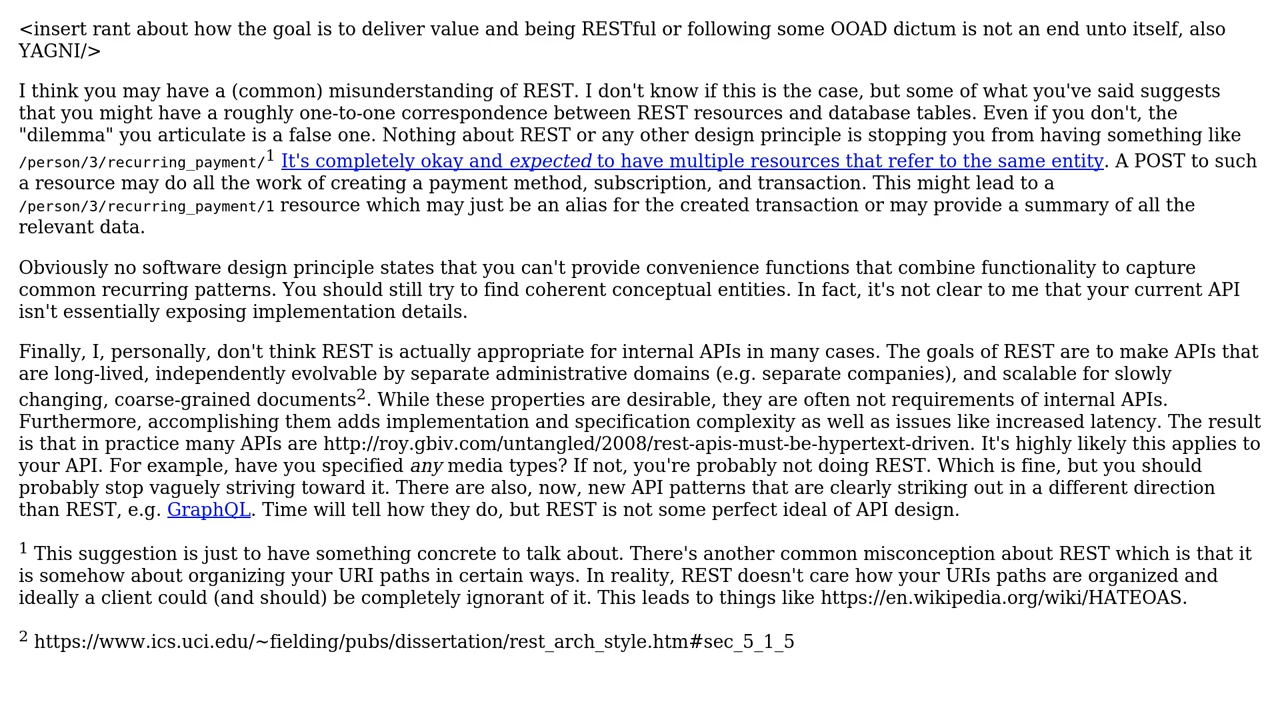 <insert rant about how the goal is to deliver value and being RESTful or following some OOAD dictum is not an end unto itself, also
YAGNI/>
I think you may have a (common) misunderstanding of REST. I don't know if this is the case, but some of what you've said suggests
that you might have a roughly one-to-one correspondence between REST resources and database tables. Even if you don't, the
"dilemma" you articulate is a false one. Nothing about REST or any other design principle is stopping you from having something like
/person/3/recurring_payment/¹ It's completely okay and expected to have multiple resources that refer to the same entity. A POST to such
a resource may do all the work of creating a payment method, subscription, and transaction. This might lead to a
/person/3/recurring_payment/1 resource which may just be an alias for the created transaction or may provide a summary of all the
relevant data.
Obviously no software design principle states that you can't provide convenience functions that combine functionality to capture
common recurring patterns. You should still try to find coherent conceptual entities. In fact, it's not clear to me that your current API
isn't essentially exposing implementation details.
Finally, I, personally, don't think REST is actually appropriate for internal APIs in many cases. The goals of REST are to make APIs that
are long-lived, independently evolvable by separate administrative domains (e.g. separate companies), and scalable for slowly
changing, coarse-grained documents². While these properties are desirable, they are often not requirements of internal APIs.
Furthermore, accomplishing them adds implementation and specification complexity as well as issues like increased latency. The result
is that in practice many APIs are http://roy.gbiv.com/untangled/2008/rest-apis-must-be-hypertext-driven. It's highly likely this applies to
your API. For example, have you specified any media types? If not, you're probably not doing REST. Which is fine, but you should
probably stop vaguely striving toward it. There are also, now, new API patterns that are clearly striking out in a different direction
than REST, e.g. GraphQL. Time will tell how they do, but REST is not some perfect ideal of API design.
¹ This suggestion is just to have something concrete to talk about. There's another common misconception about REST which is that it
is somehow about organizing your URI paths in certain ways. In reality, REST doesn't care how your URIs paths are organized and
ideally a client could (and should) be completely ignorant of it. This leads to things like https://en.wikipedia.org/wiki/HATEOAS.
² https://www.ics.uci.edu/~fielding/pubs/dissertation/rest_arch_style.htm#sec_5_1_5